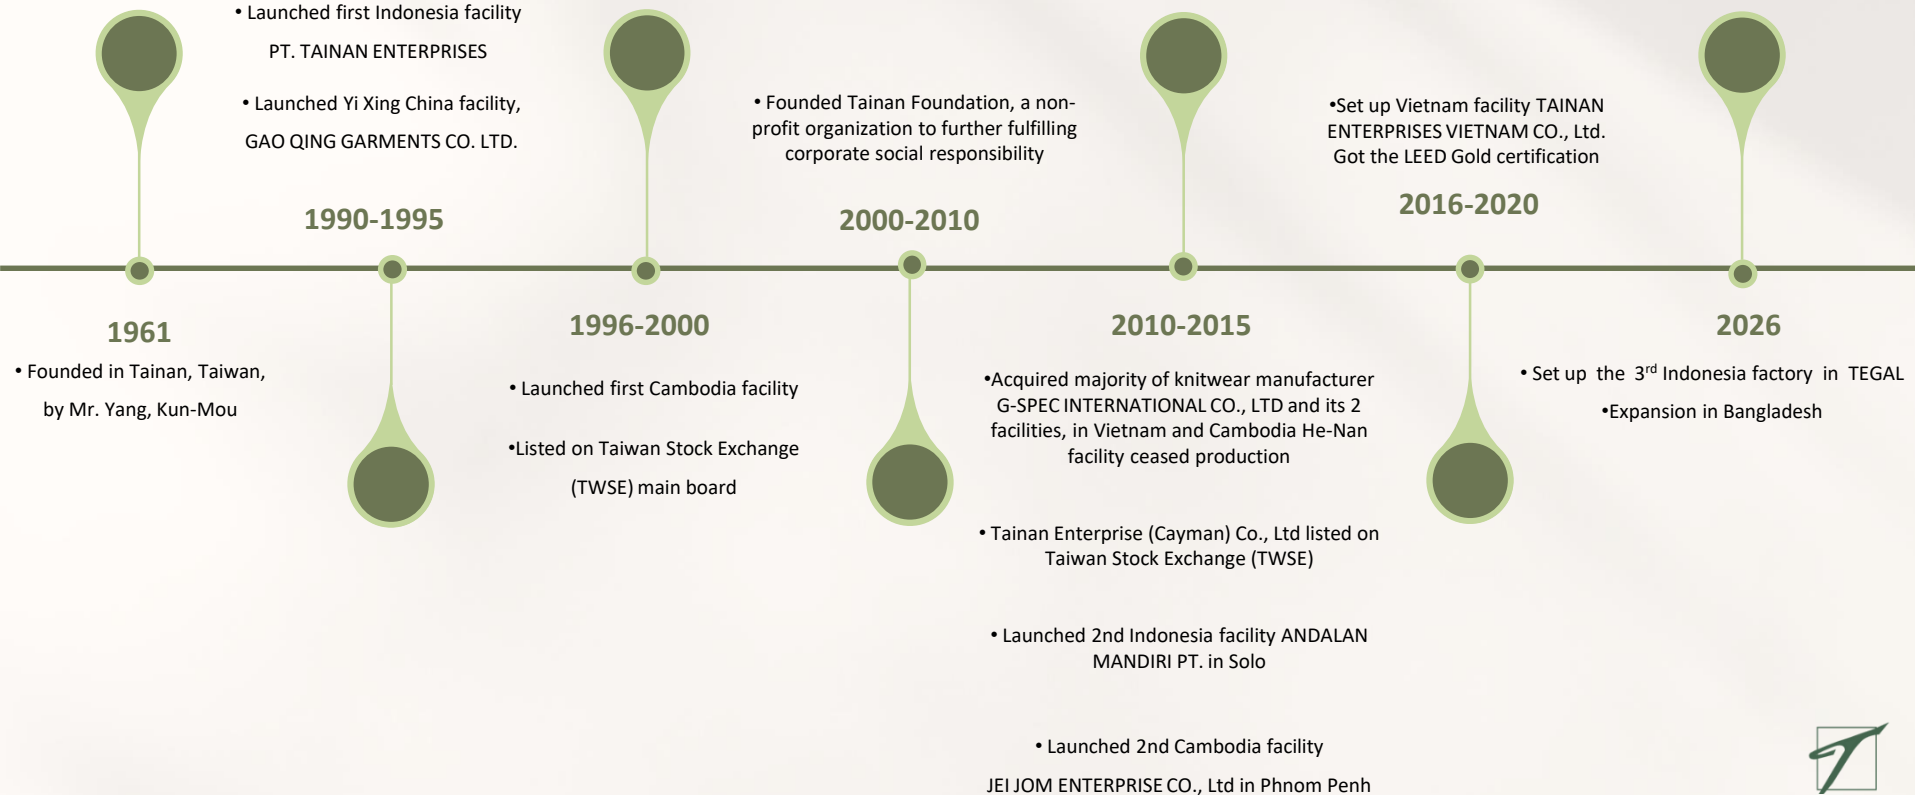 • Launched first Indonesia facility
PT. TAINAN ENTERPRISES
• Launched Yi Xing China facility,
GAO QING GARMENTS CO. LTD.
1990-1995
• Founded Tainan Foundation, a non-
profit organization to further fulfilling
corporate social responsibility
2000-2010
•Set up Vietnam facility TAINAN
ENTERPRISES VIETNAM CO., Ltd.
Got the LEED Gold certification
2016-2020
1961
• Founded in Tainan, Taiwan,
by Mr. Yang, Kun-Mou
1996-2000
• Launched first Cambodia facility
•Listed on Taiwan Stock Exchange
(TWSE) main board
2010-2015
•Acquired majority of knitwear manufacturer
G-SPEC INTERNATIONAL CO., LTD and its 2
facilities, in Vietnam and Cambodia He-Nan
facility ceased production
• Tainan Enterprise (Cayman) Co., Ltd listed on
Taiwan Stock Exchange (TWSE)
• Launched 2nd Indonesia facility ANDALAN
MANDIRI PT. in Solo
• Launched 2nd Cambodia facility
JEI JOM ENTERPRISE CO., Ltd in Phnom Penh
2026
• Set up the 3rd Indonesia factory in TEGAL
•Expansion in Bangladesh